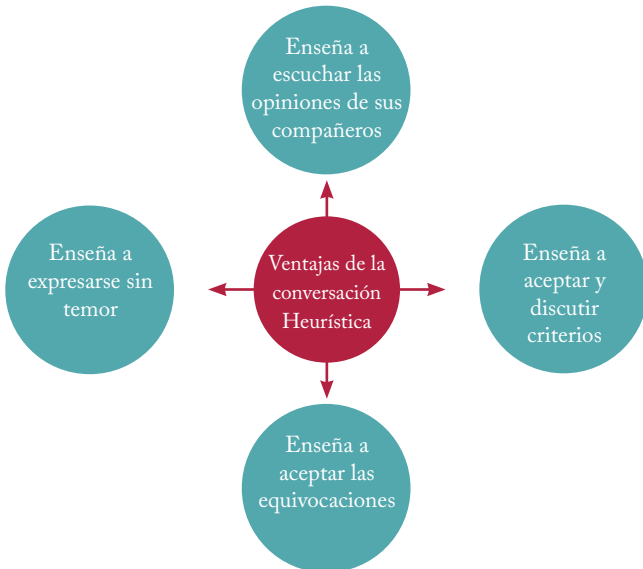 Enseña a
escuchar las
opiniones de sus
compañeros
Enseña a
expresarse sin
temor
Ventajas de la
conversación
Heurística
Enseña a
aceptar y
discutir
criterios
Enseña a
aceptar las
equivocaciones